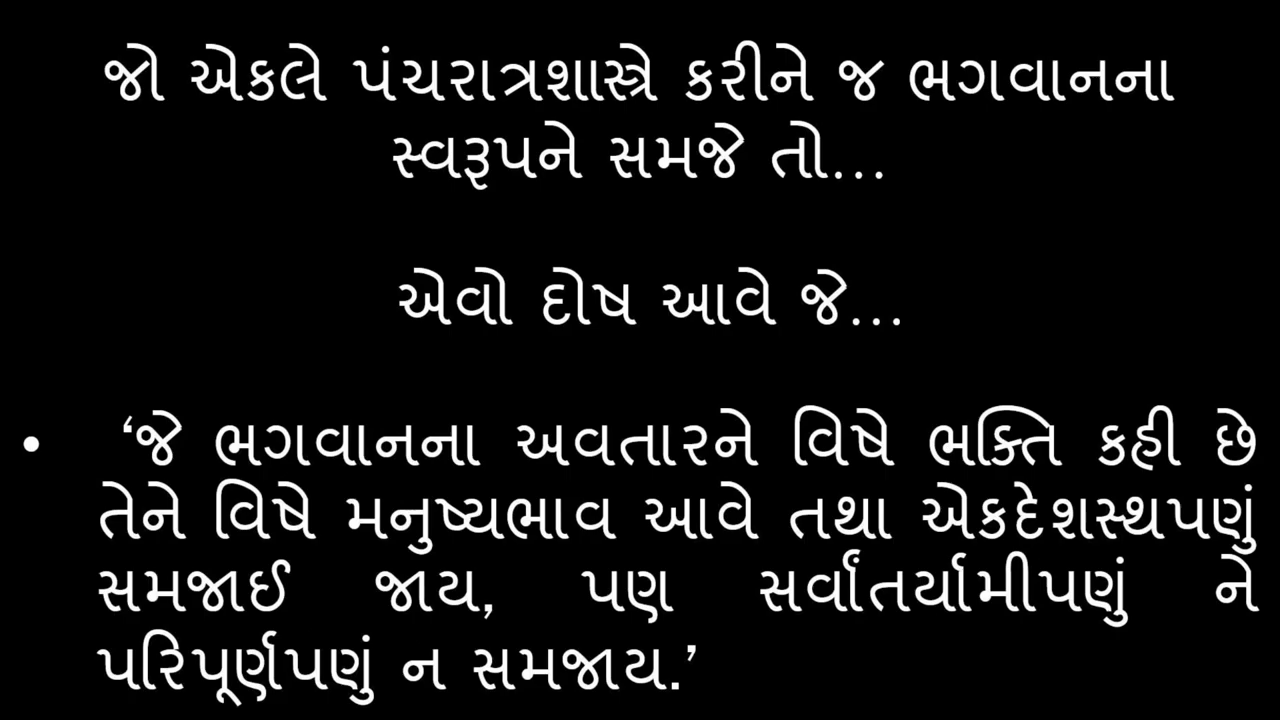 જો એકલે પંચરાત્રશાસ્ત્રે કરીને જ ભગવાનના
સ્વરૂપને સમજે તો...
એવો દોષ આવે જે...
• ‘જે ભગવાનના અવતારને વિષે ભક્તિ કહી છે
તેને વિષે મનુષ્યભાવ આવે તથા એકદેશસ્થપણું
સમજાઈ જાય, પણ સર્વાંતર્યામીપણું ને
પરિપૂર્ણપણું ન સમજાય.’